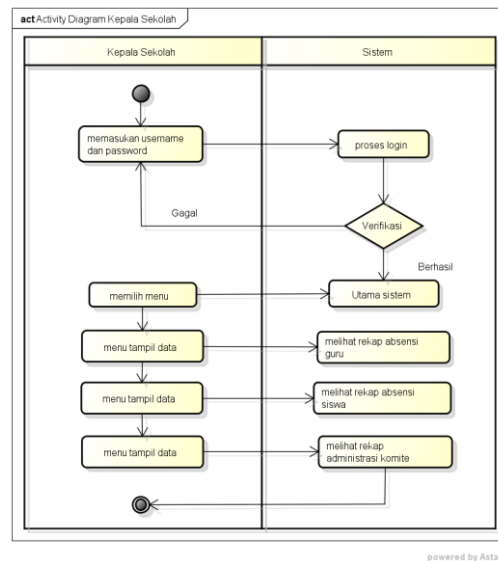 act Activity Diagram Kepala Sekolah
Kepala Sekolah
Sistem
memasukan username
dan password
proses login
Gagal
Verifikasi
Berhasil
memilih menu
Utama sistem
menu tampil data
melihat rekap absensi
guru
menu tampil data
melihat rekap absensi
siswa
menu tampil data
melihat rekap
administrasi komite
powered by Asta